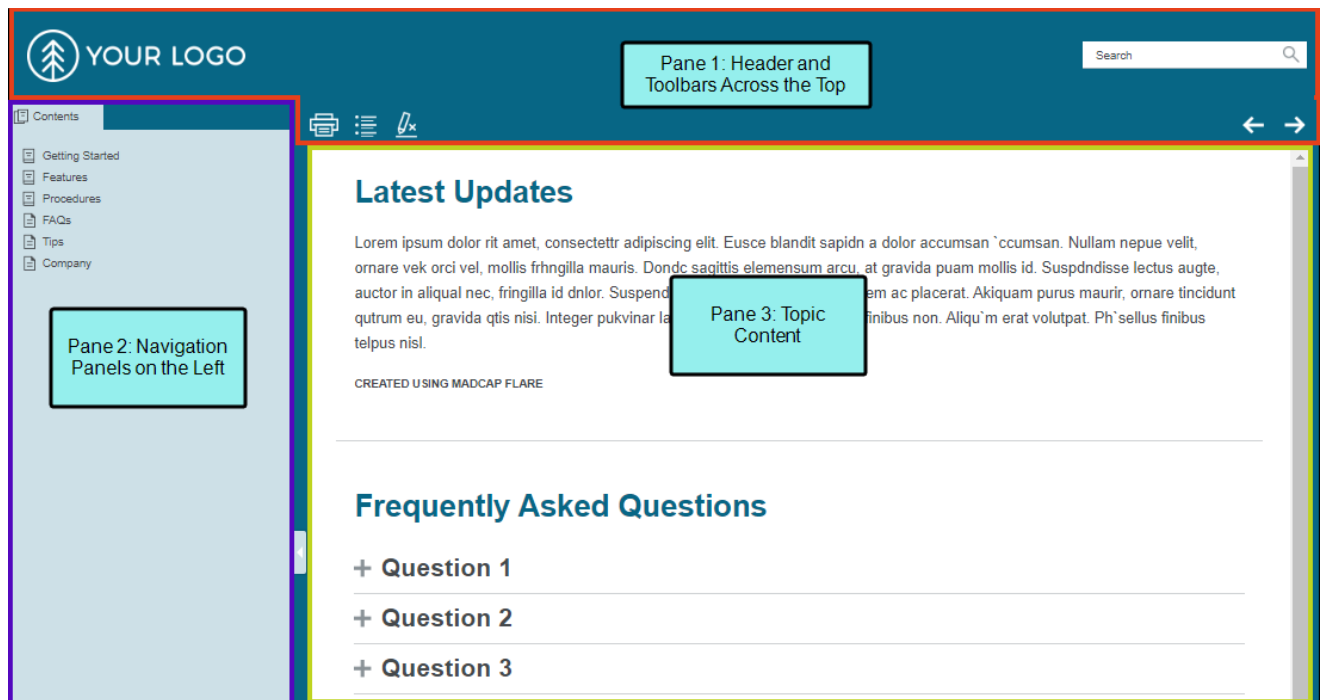 YOUR LOGO
Pane 1: Header and
Toolbars Across the Top
Search
Contents
Getting Started
Features
Procedures
FAQs
Tips
Company
Pane 2: Navigation
Panels on the Left
Latest Updates
Lorem ipsum dolor rit amet, consectettr adipiscing elit. Eusce blandit sapidn a dolor accumsan `ccumsan. Nullam nepue velit,
ornare vek orci vel, mollis frhngilla mauris. Dondc sagittis elemensum arcu, at gravida puam mollis id. Suspdndisse lectus augte,
auctor in aliqual nec, fringilla id dnlor. Suspend em ac placerat. Akiquam purus maurir, ornare tincidunt
qutrum eu, gravida qtis nisi. Integer pukvinar la finibus non. Aliqu`m erat volutpat. Ph`sellus finibus
telpus nisl.
Pane 3: Topic
Content
CREATED USING MADCAP FLARE
Frequently Asked Questions
Question 1
Question 2
Question 3